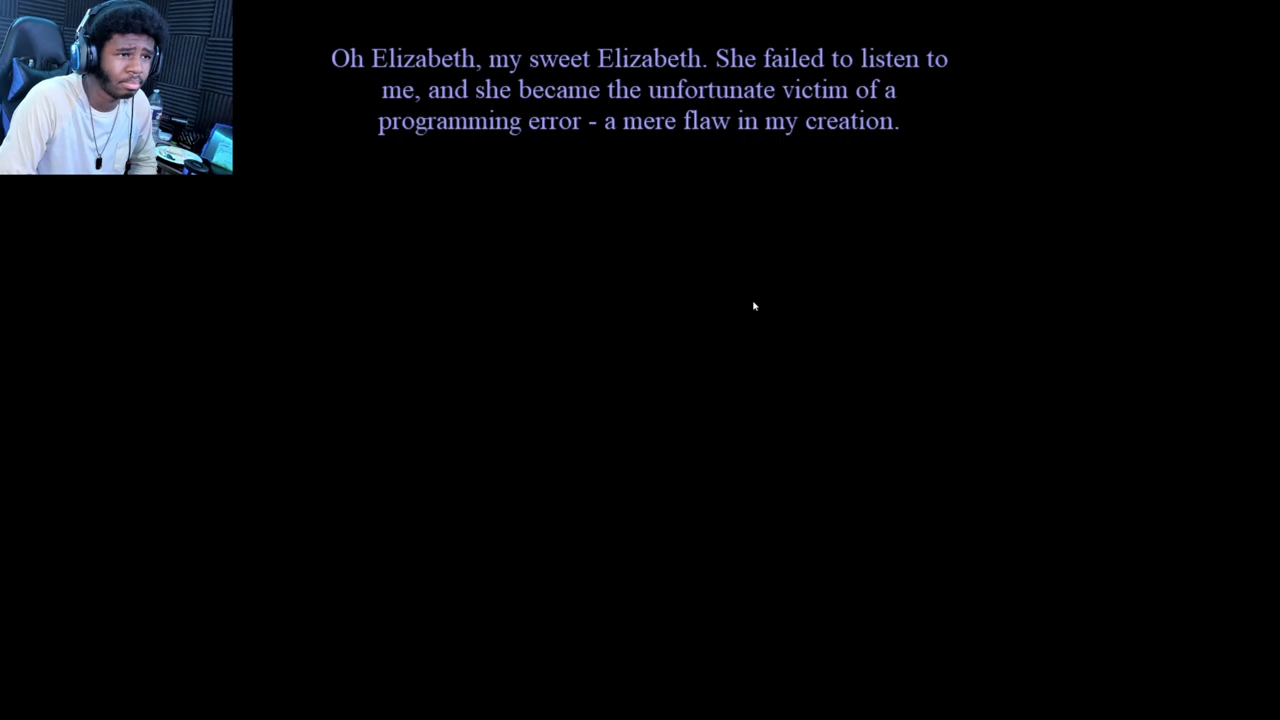 Oh Elizabeth, my sweet Elizabeth. She failed to listen to
me, and she became the unfortunate victim of a
programming error - a mere flaw in my creation.